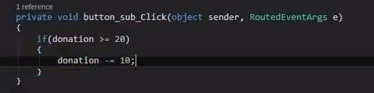 1 reference
private void button_sub_Click(object sender, RoutedEventArgs e)
{
if(donation >= 20)
{
donation -= 10;
}
}